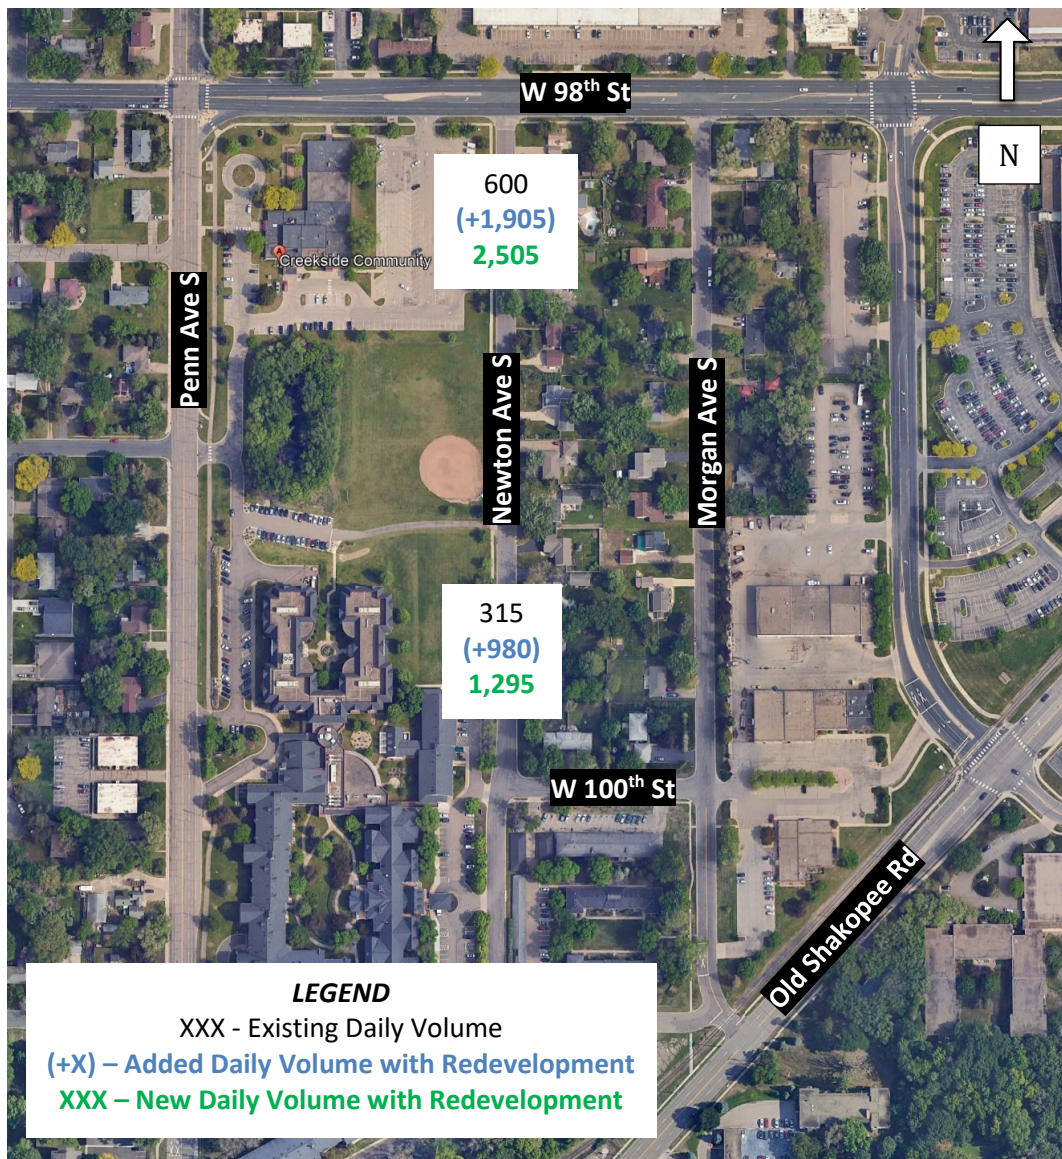 W 98th St
N
600
(+1,905)
2,505
Creekside Community
Penn Ave S
Newton Ave S
Morgan Ave S
315
(+980)
1,295
W 100th St
Old Shakopee Rd
LEGEND
XXX - Existing Daily Volume
(+X) – Added Daily Volume with Redevelopment
XXX – New Daily Volume with Redevelopment